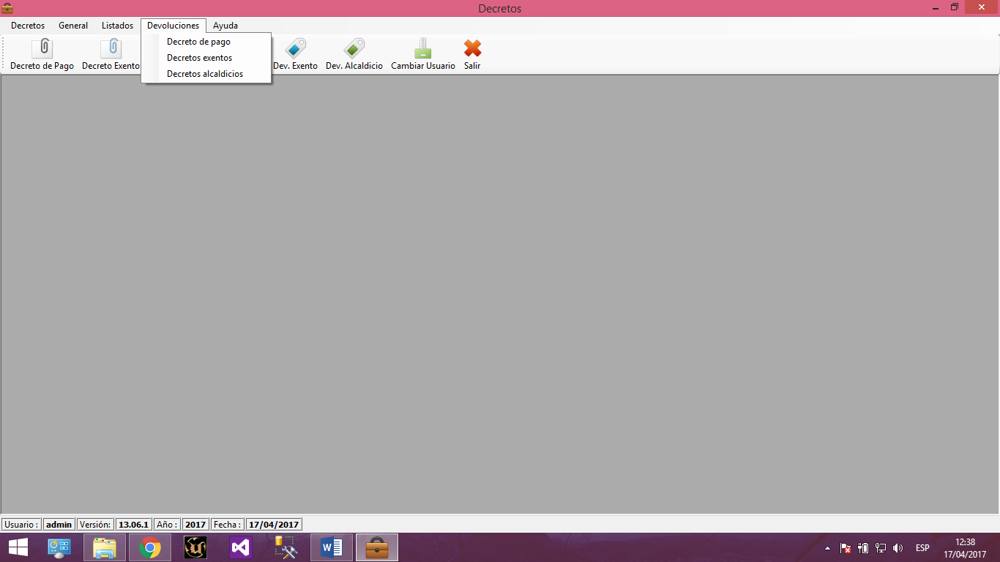 Decretos
Decretos General Listados Devoluciones Ayuda
Decreto de pago
Decretos exentos
Decretos alcaldicios
Decreto de Pago Decreto Exento Dev. Exento Dev. Alcaldicio Cambiar Usuario Salir
Usuario : admin Versión: 13.06.1 Año : 2017 Fecha : 17/04/2017
ESP
12:38
17/04/2017